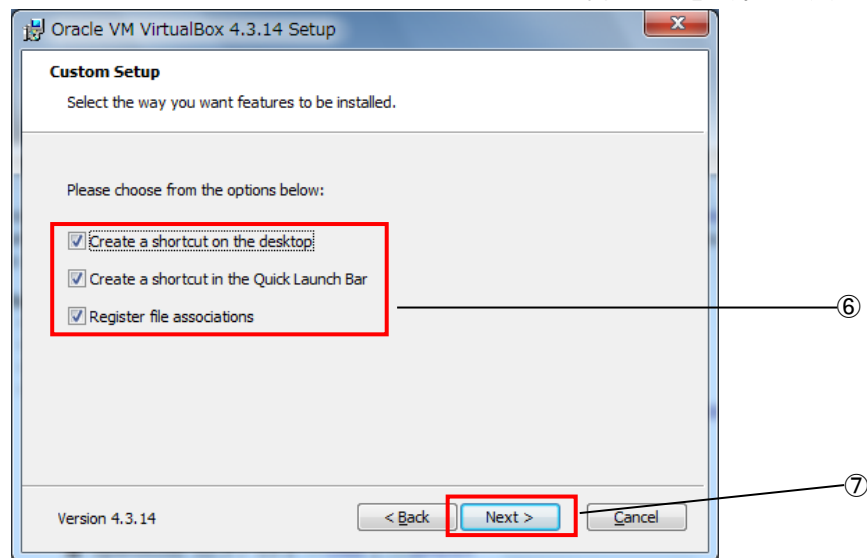 Oracle VM VirtualBox 4.3.14 Setup
Custom Setup
Select the way you want features to be installed.
Please choose from the options below:
Create a shortcut on the desktop
Create a shortcut in the Quick Launch Bar
Register file associations
⑥
⑦
Version 4.3.14
< Back
Next >
Cancel